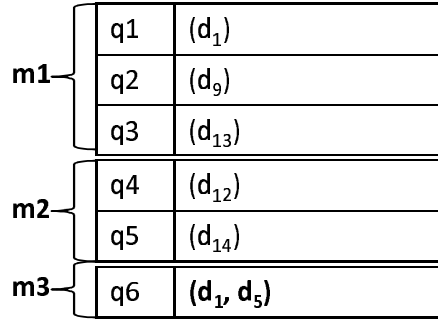 q1 (d1)
m1 q2 (d9)
q3 (d13)
q4 (d12)
m2
q5 (d14)
m3 q6 (d1, d5)